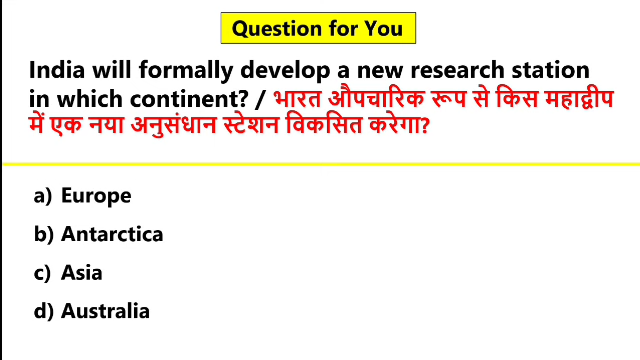 Question for You
India will formally develop a new research station
in which continent? / भारत औपचारिक रूप से किस महाद्वीप
में एक नया अनुसंधान स्टेशन विकसित करेगा?
a) Europe
b) Antarctica
c) Asia
d) Australia